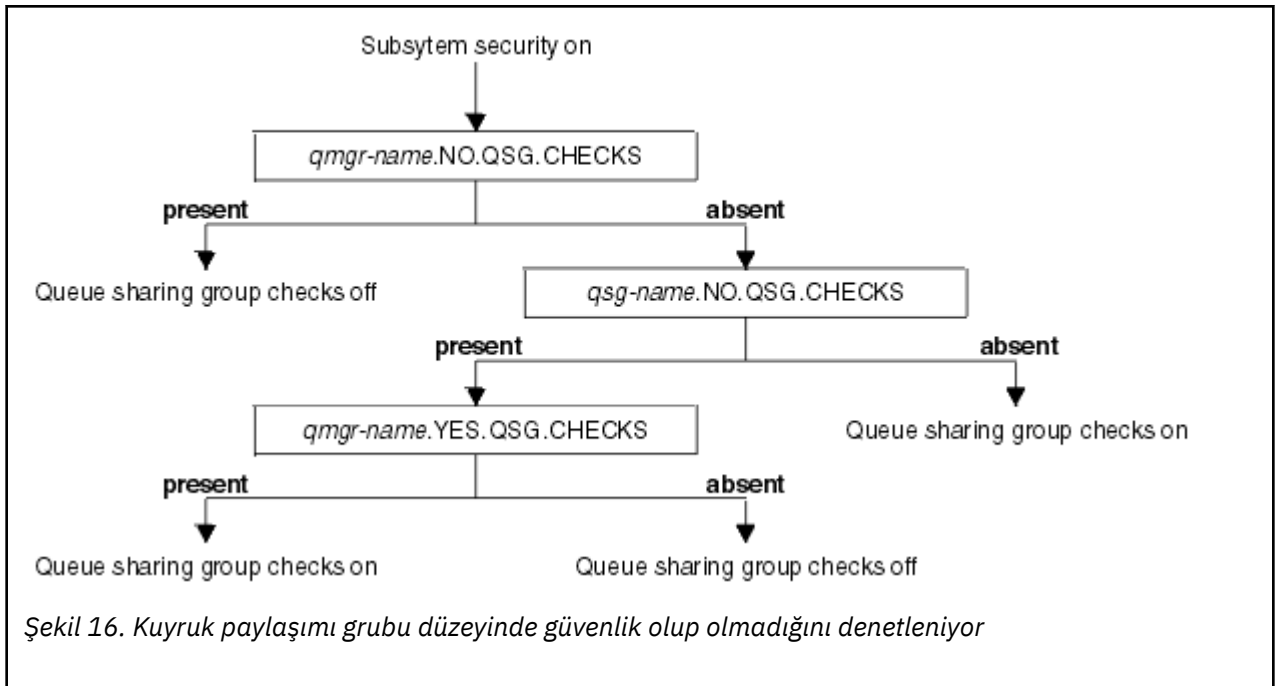 Subsytem security on
qmgr-name.NO.QSG.CHECKS
present
absent
Queue sharing group checks off
qsg-name.NO.QSG.CHECKS
present
absent
qmgr-name.YES.QSG.CHECKS
Queue sharing group checks on
present
absent
Queue sharing group checks on
Queue sharing group checks off
Şekil 16. Kuyruk paylaşımı grubu düzeyinde güvenlik olup olmadığını denetleniyor